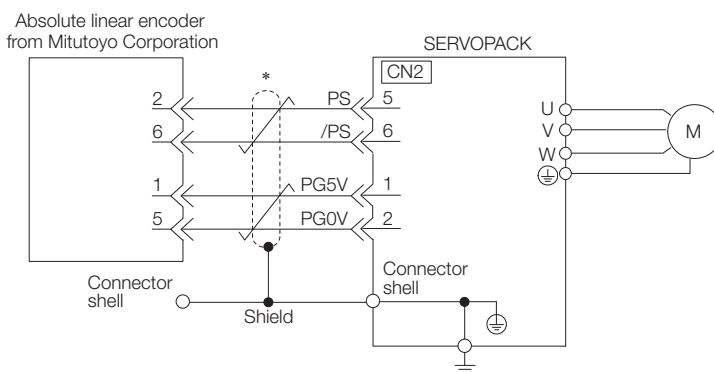 Absolute linear encoder
from Mitutoyo Corporation
SERVOPACK
CN2
*
2 PS 5
6 /PS 6
1 PG5V 1
5 PG0V 2
U
V
W
M
Connector
shell
Shield
Connector
shell